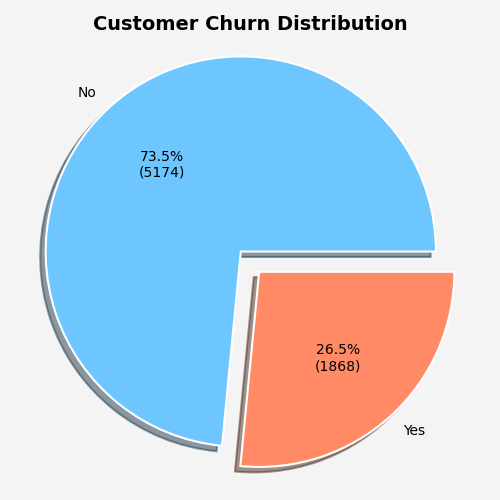 Customer Churn Distribution
No
73.5%
(5174)
26.5%
(1868)
Yes